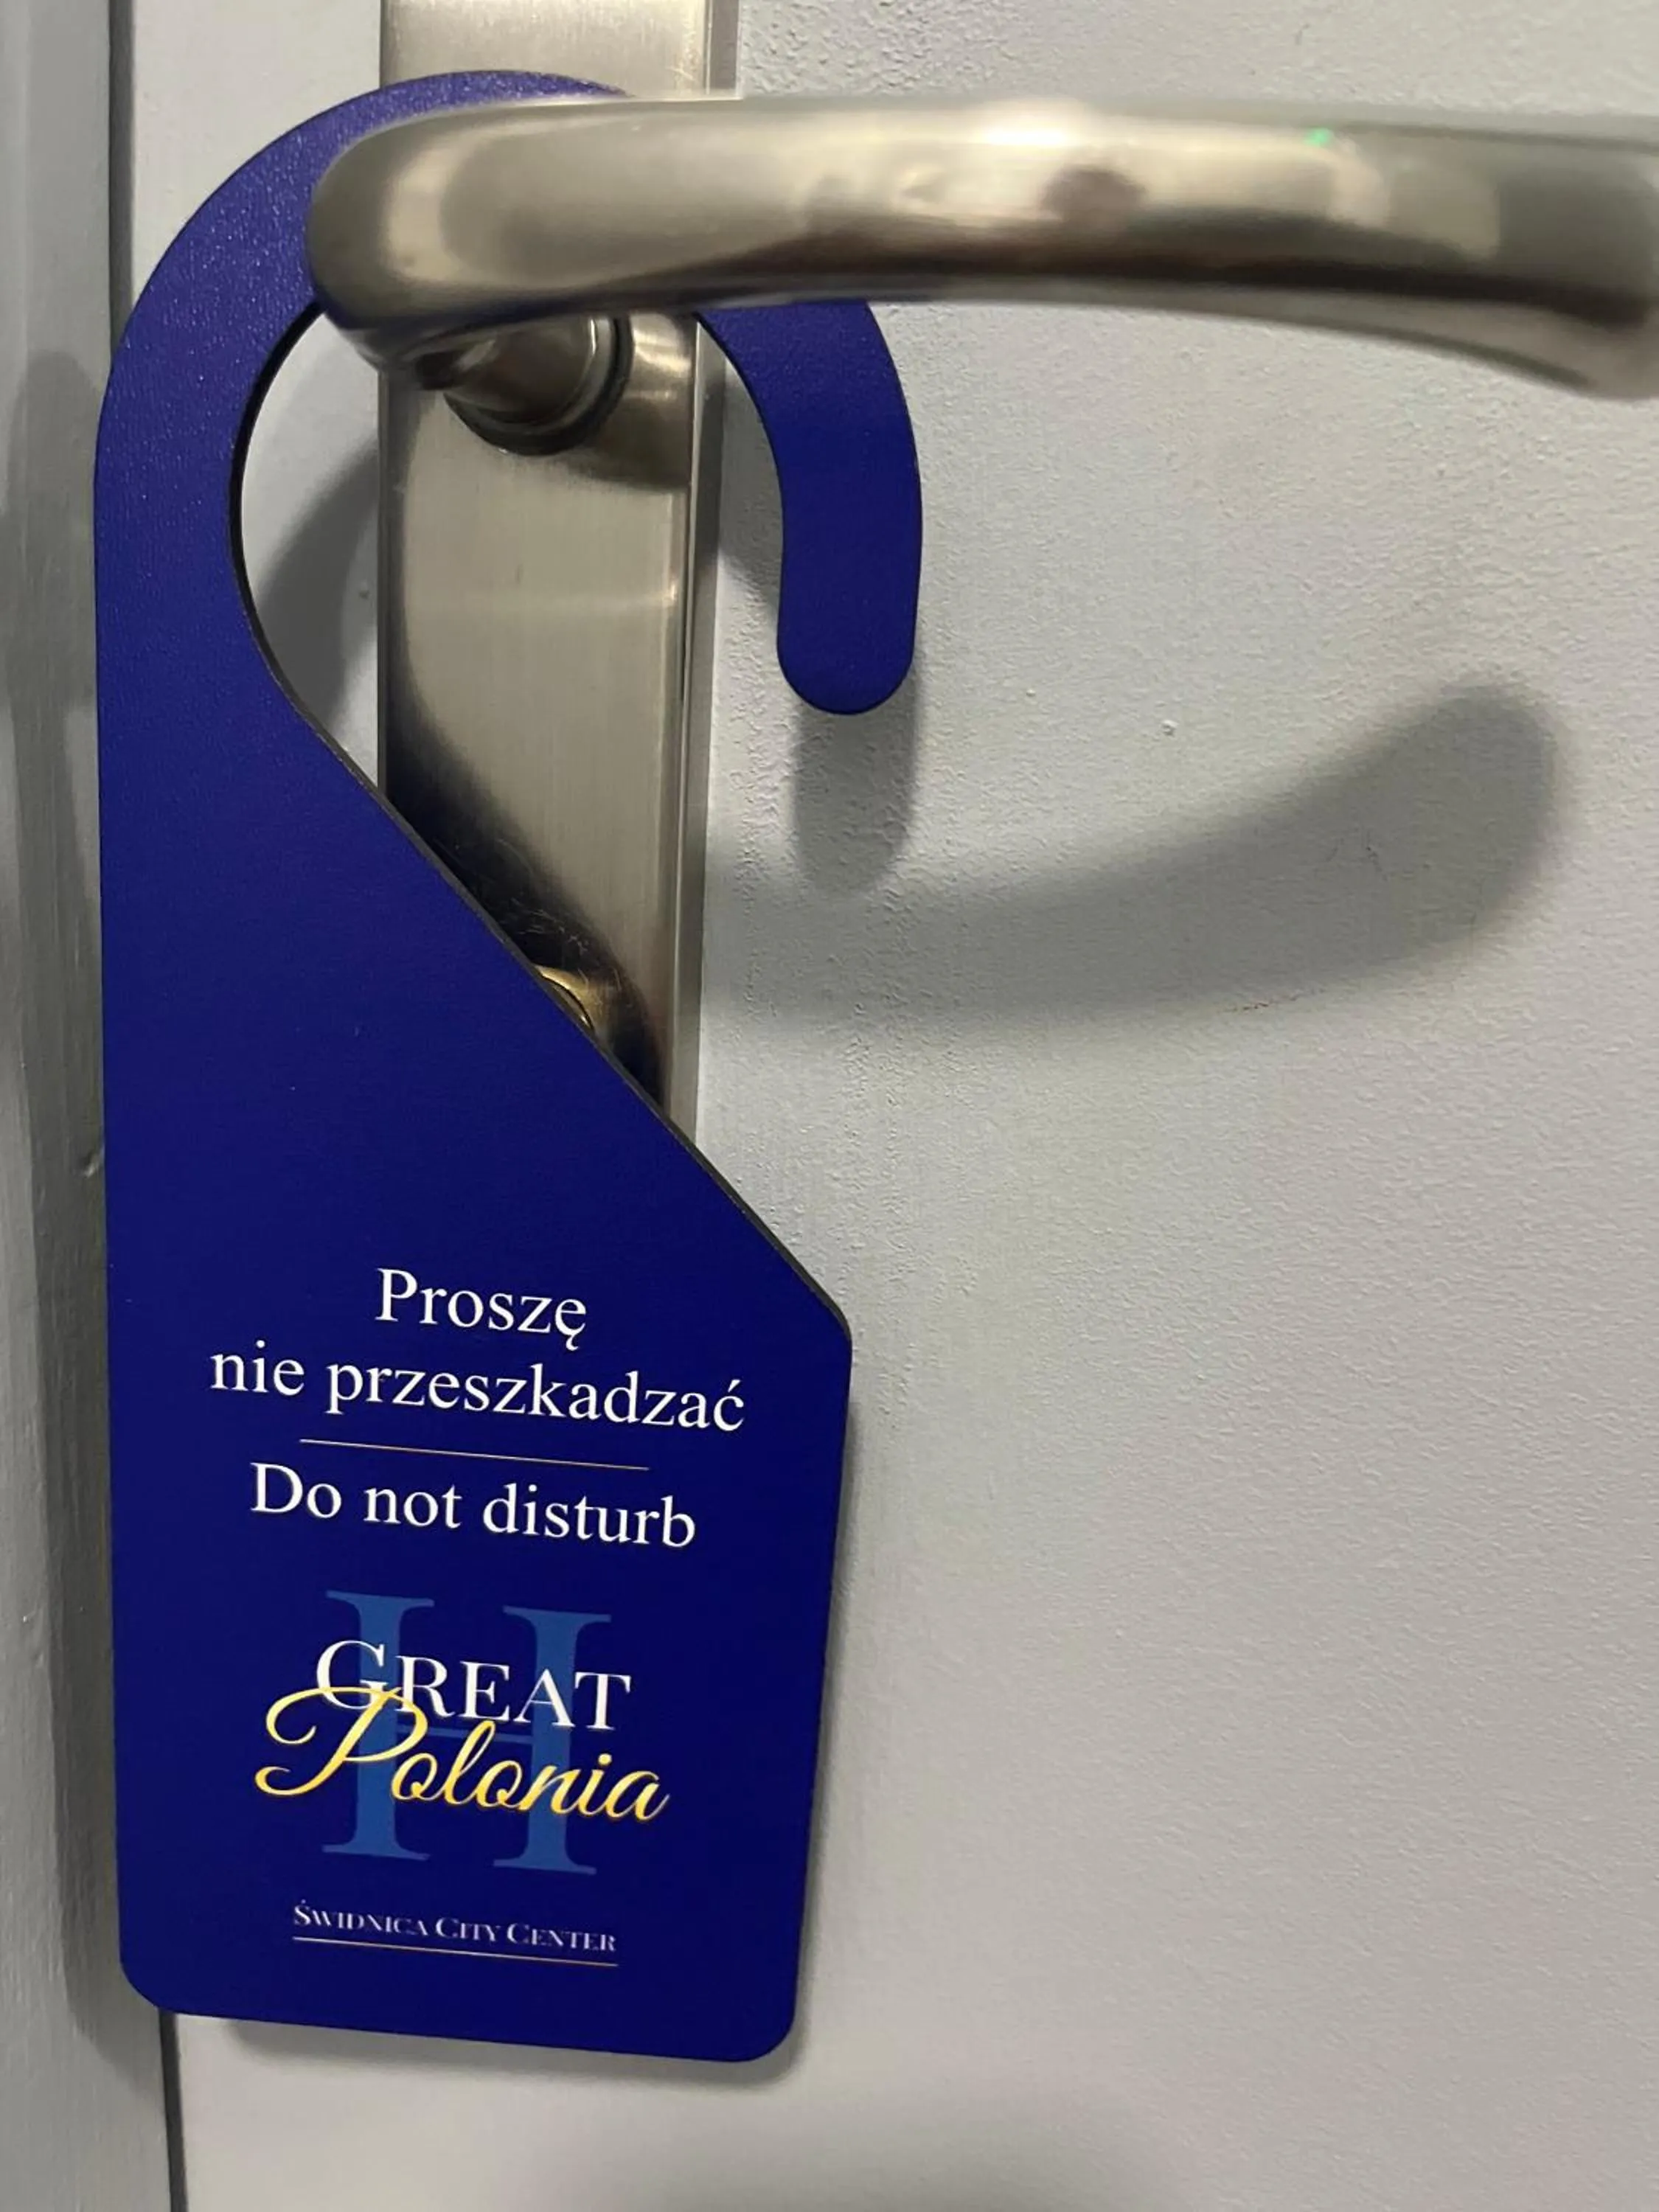 Proszę
nie przeszkadzać
Do not disturb
H
GREAT
Polonia
ŚWIDNICA CITY CENTER